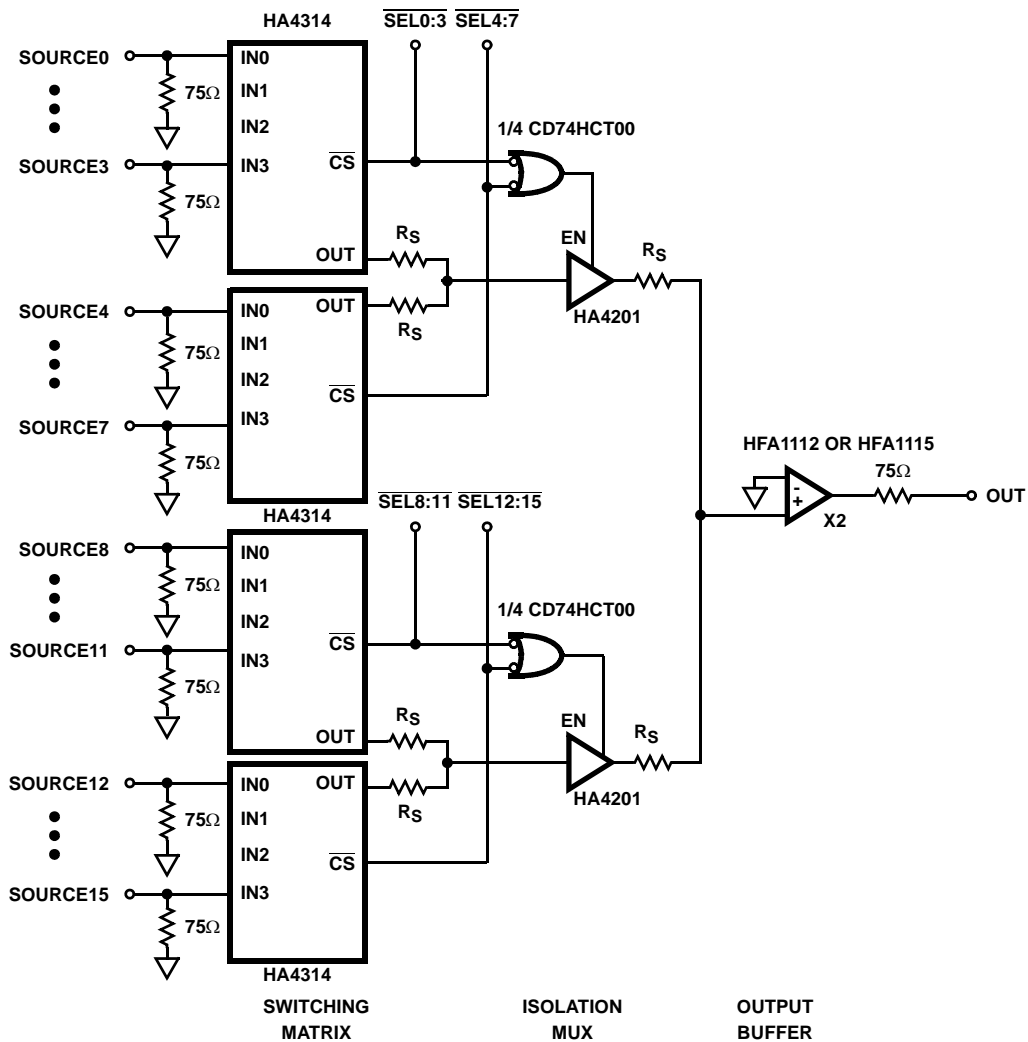 HA4314
SEL0:3 SEL4:7
SOURCE0
IN0
75Ω
IN1
IN2
1/4 CD74HCT00
SOURCE3
IN3
CS
75Ω
EN
RS
RS
OUT
HA4201
SOURCE4
IN0
OUT
RS
IN1
75Ω
IN2
CS
SOURCE7
IN3
75Ω
HFA1112 OR HFA1115
75Ω
-
+
X2
OUT
HA4314
SEL8:11 SEL12:15
SOURCE8
IN0
75Ω
IN1
IN2
1/4 CD74HCT00
SOURCE11
IN3
CS
75Ω
EN
RS
RS
OUT
HA4201
SOURCE12
IN0
OUT
RS
IN1
75Ω
IN2
CS
SOURCE15
IN3
75Ω
HA4314
SWITCHING
MATRIX
ISOLATION
MUX
OUTPUT
BUFFER